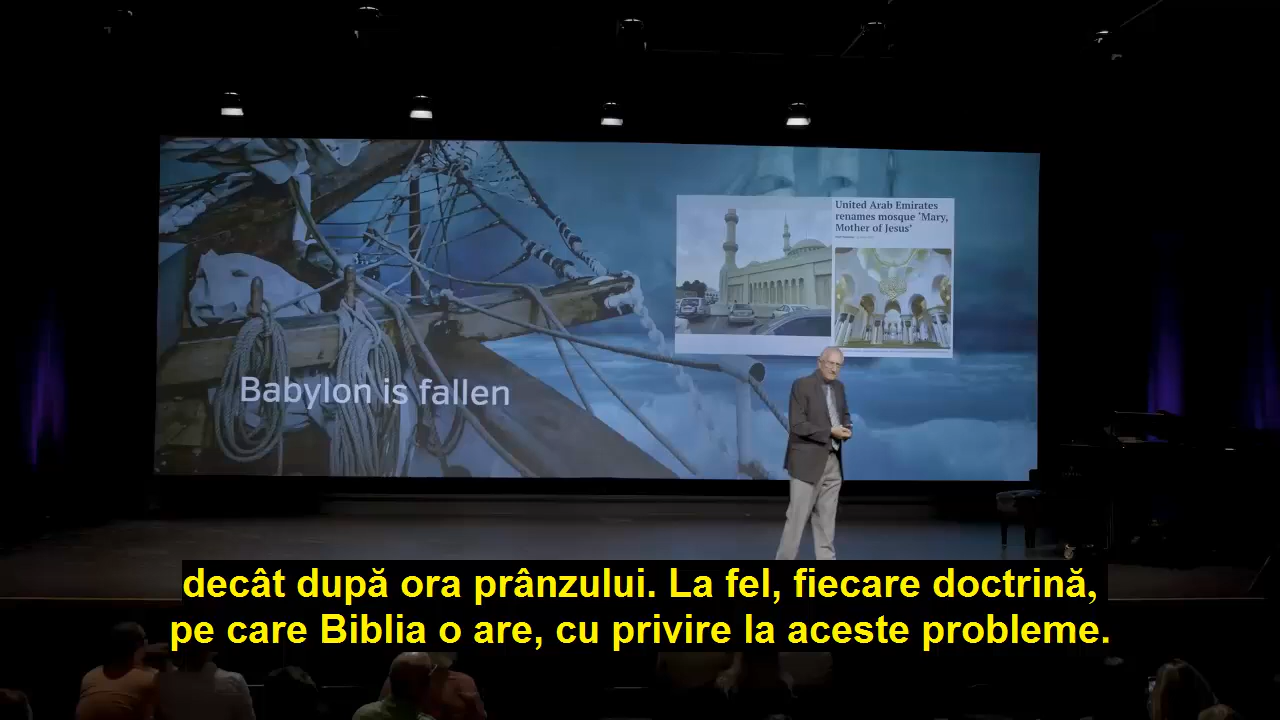 United Arab Emirates
renames mosque 'Mary,
Mother of Jesus'
Babylon is fallen
decât după ora prânzului. La fel, fiecare doctrină,
pe care Biblia o are, cu privire la aceste probleme.